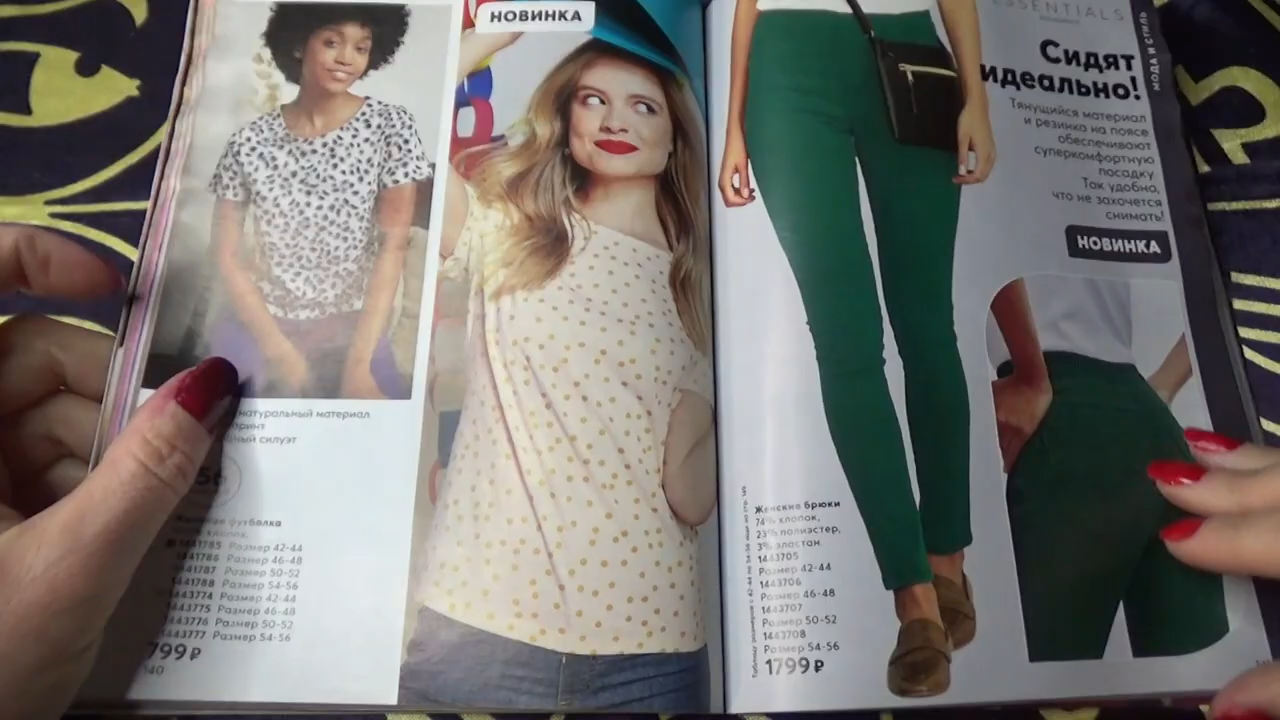 НОВИНКА
натуральный материал
принт
силуэт
56
футболка
хлопок,
1441785 Размер 42-44
1441786 Размер 46-48
1441787 Размер 50-52
1441788 Размер 54-56
1443774 Размер 42-44
1443775 Размер 46-48
1443776 Размер 50-52
1443777 Размер 54-56
799 ₽
140
ESSENTIALS
МОДА И СТИЛЬ
Сидят
идеально!
Тянущийся материал
и резинка на поясе
обеспечивают
суперкомфортную
посадку.
Так удобно,
что не захочется
снимать!
НОВИНКА
Женские брюки
74% хлопок,
23% полиэстер,
3% эластан.
1443705
Размер 42-44
1443706
Размер 46-48
1443707
Размер 50-52
1443708
Размер 54-56
1799 ₽